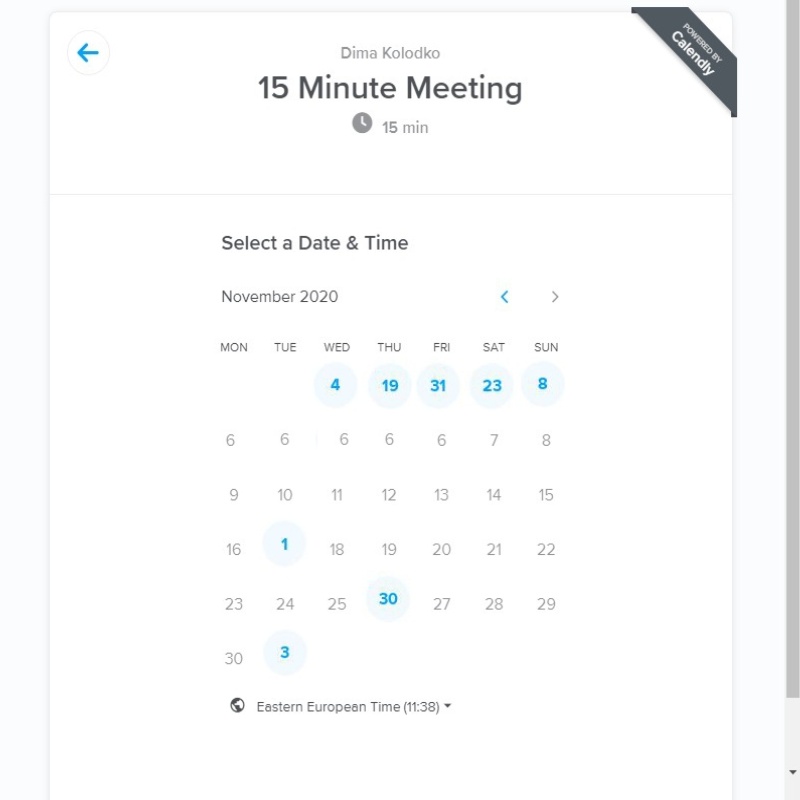 Dima Kolodko
POWERED BY
Calendly
15 Minute Meeting
15 min
Select a Date & Time
November 2020
MON TUE WED THU FRI SAT SUN
4 19 31 23 8
6 6 6 6 6 7 8
9 10 11 12 13 14 15
16 1 18 19 20 21 22
23 24 25 30 27 28 29
30 3
Eastern European Time (11:38)